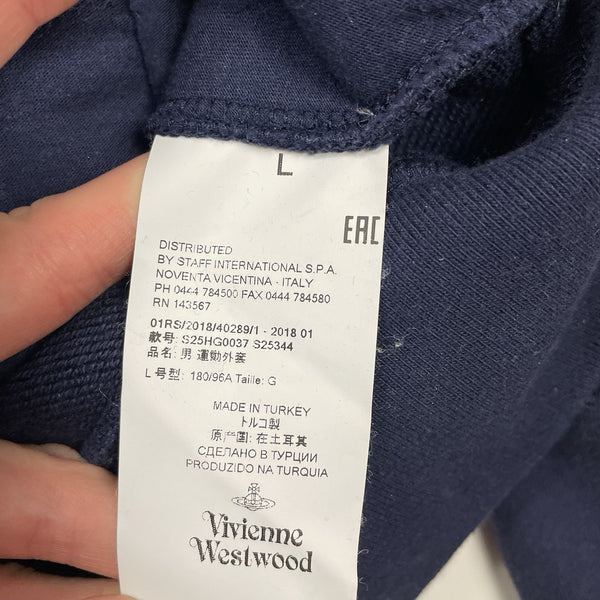 L
EAC
DISTRIBUTED
BY STAFF INTERNATIONAL S.P.A.
NOVENTA VICENTINA - ITALY
PH 0444 784500 FAX 0444 784580
RN 143567
01RS/2018/40289/1 - 2018 01
款号: S25HG0037 S25344
品名: 男 運動外套
L 号型: 180/96A Taille: G
MADE IN TURKEY
トルコ製
原产国: 在土耳其
СДЕЛАНО В ТУРЦИИ
PRODUZIDO NA TURQUIA
Vivienne
Westwood